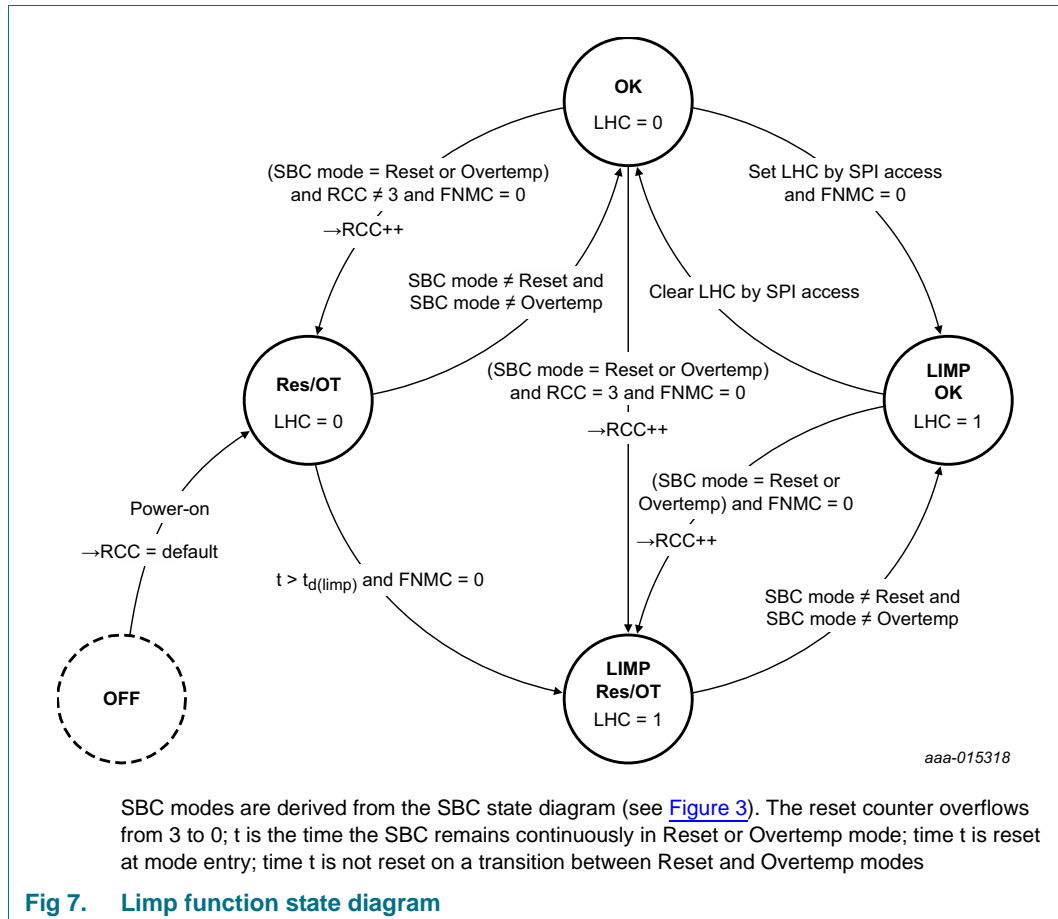 OK
LHC = 0
(SBC mode = Reset or Overtemp)
and RCC ≠ 3 and FNMC = 0
→RCC++
Set LHC by SPI access
and FNMC = 0
SBC mode ≠ Reset and
SBC mode ≠ Overtemp
Clear LHC by SPI access
Res/OT
LHC = 0
(SBC mode = Reset or Overtemp)
and RCC = 3 and FNMC = 0
→RCC++
LIMP
OK
LHC = 1
(SBC mode = Reset or
Overtemp) and FNMC = 0
→RCC++
Power-on
→RCC = default
t > td(limp) and FNMC = 0
SBC mode ≠ Reset and
SBC mode ≠ Overtemp
OFF
LIMP
Res/OT
LHC = 1
aaa-015318
SBC modes are derived from the SBC state diagram (see Figure 3). The reset counter overflows
from 3 to 0; t is the time the SBC remains continuously in Reset or Overtemp mode; time t is reset
at mode entry; time t is not reset on a transition between Reset and Overtemp modes
Fig 7. Limp function state diagram